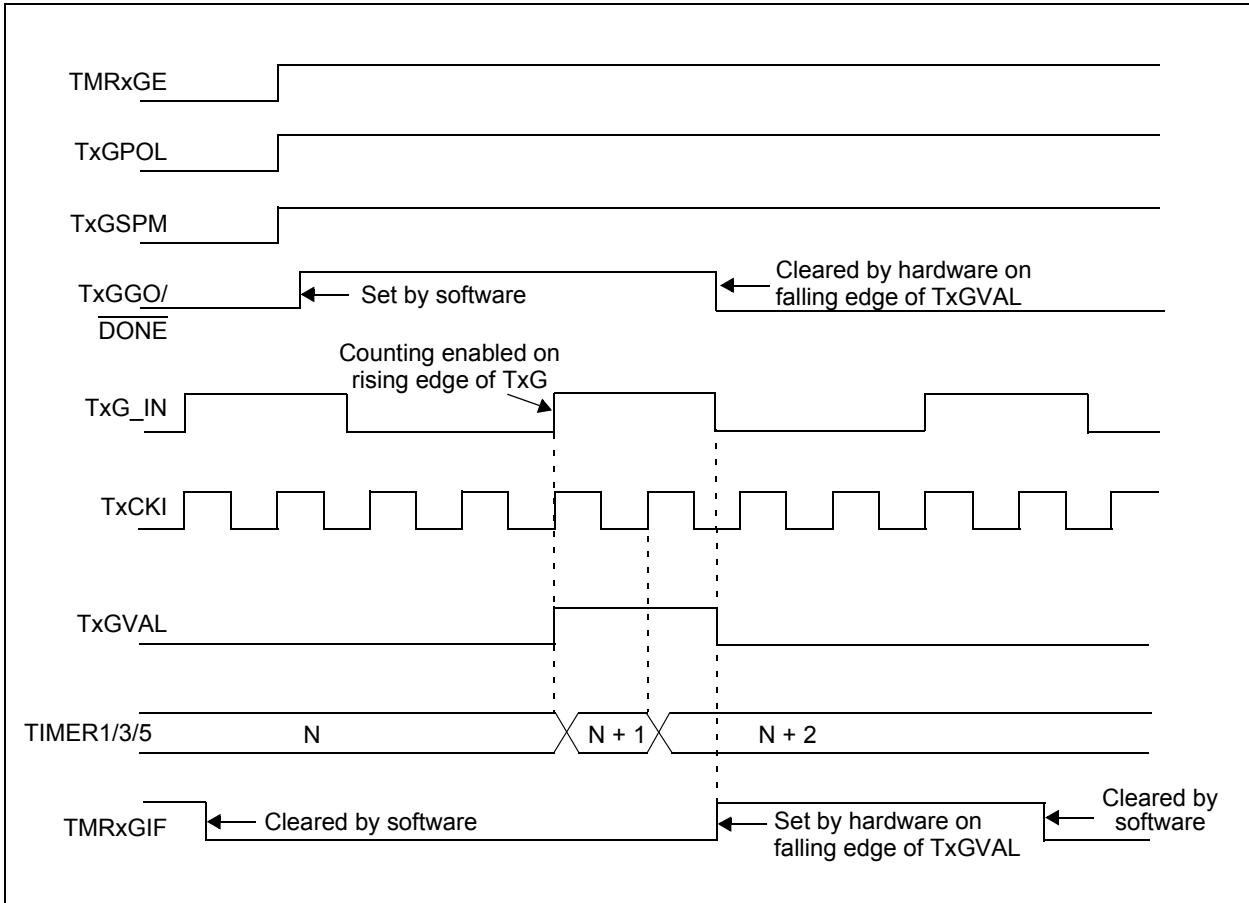 TMRxGE
TxGPOL
TxGSPM
TxGGO/
DONE
Set by software
Cleared by hardware on
falling edge of TxGVAL
Counting enabled on
rising edge of TxG
TxG_IN
TxCKI
TxGVAL
TIMER1/3/5
N
N + 1
N + 2
TMRxGIF
Cleared by software
Set by hardware on
falling edge of TxGVAL
Cleared by
software